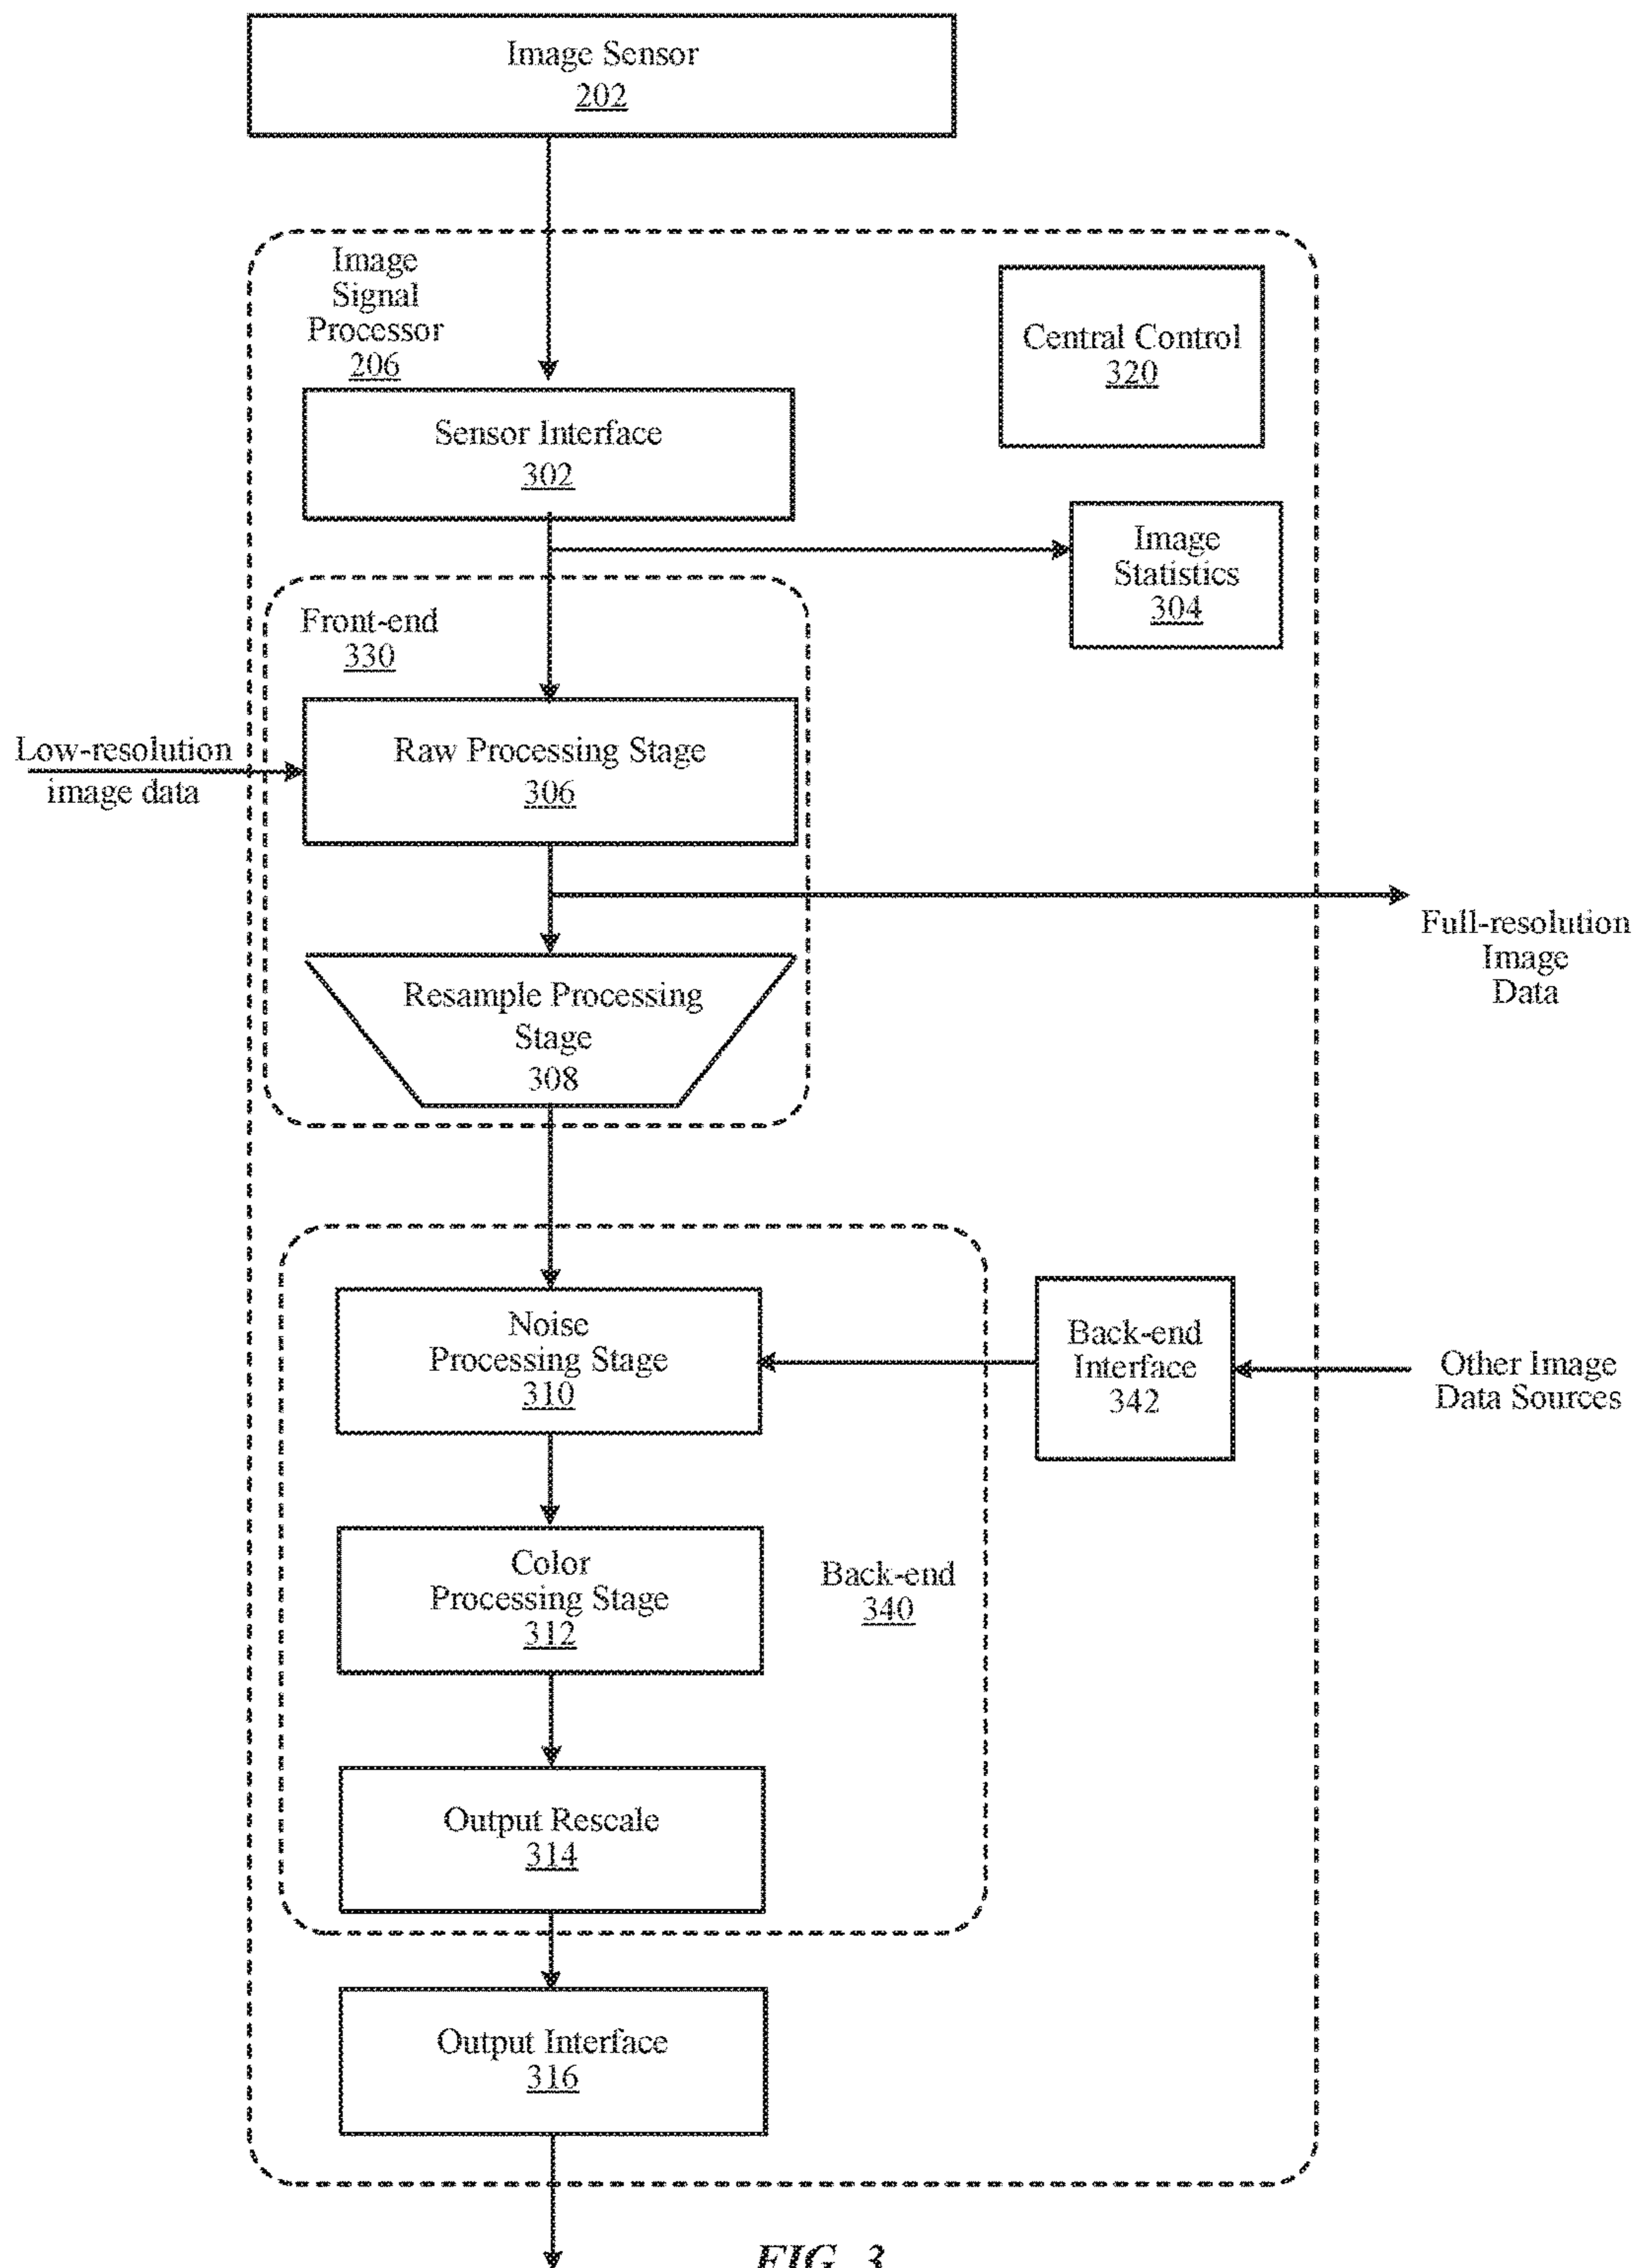 Image Sensor
202
Image
Signal
Processor
206
Central Control
320
Sensor Interface
302
Image
Statistics
304
Front-end
330
Low-resolution
image data
Raw Processing Stage
306
Full-resolution
Image
Data
Resample Processing
Stage
308
Noise
Processing Stage
310
Back-end
Interface
342
Other Image
Data Sources
Color
Processing Stage
312
Back-end
340
Output Rescale
314
Output Interface
316
FIG. 3